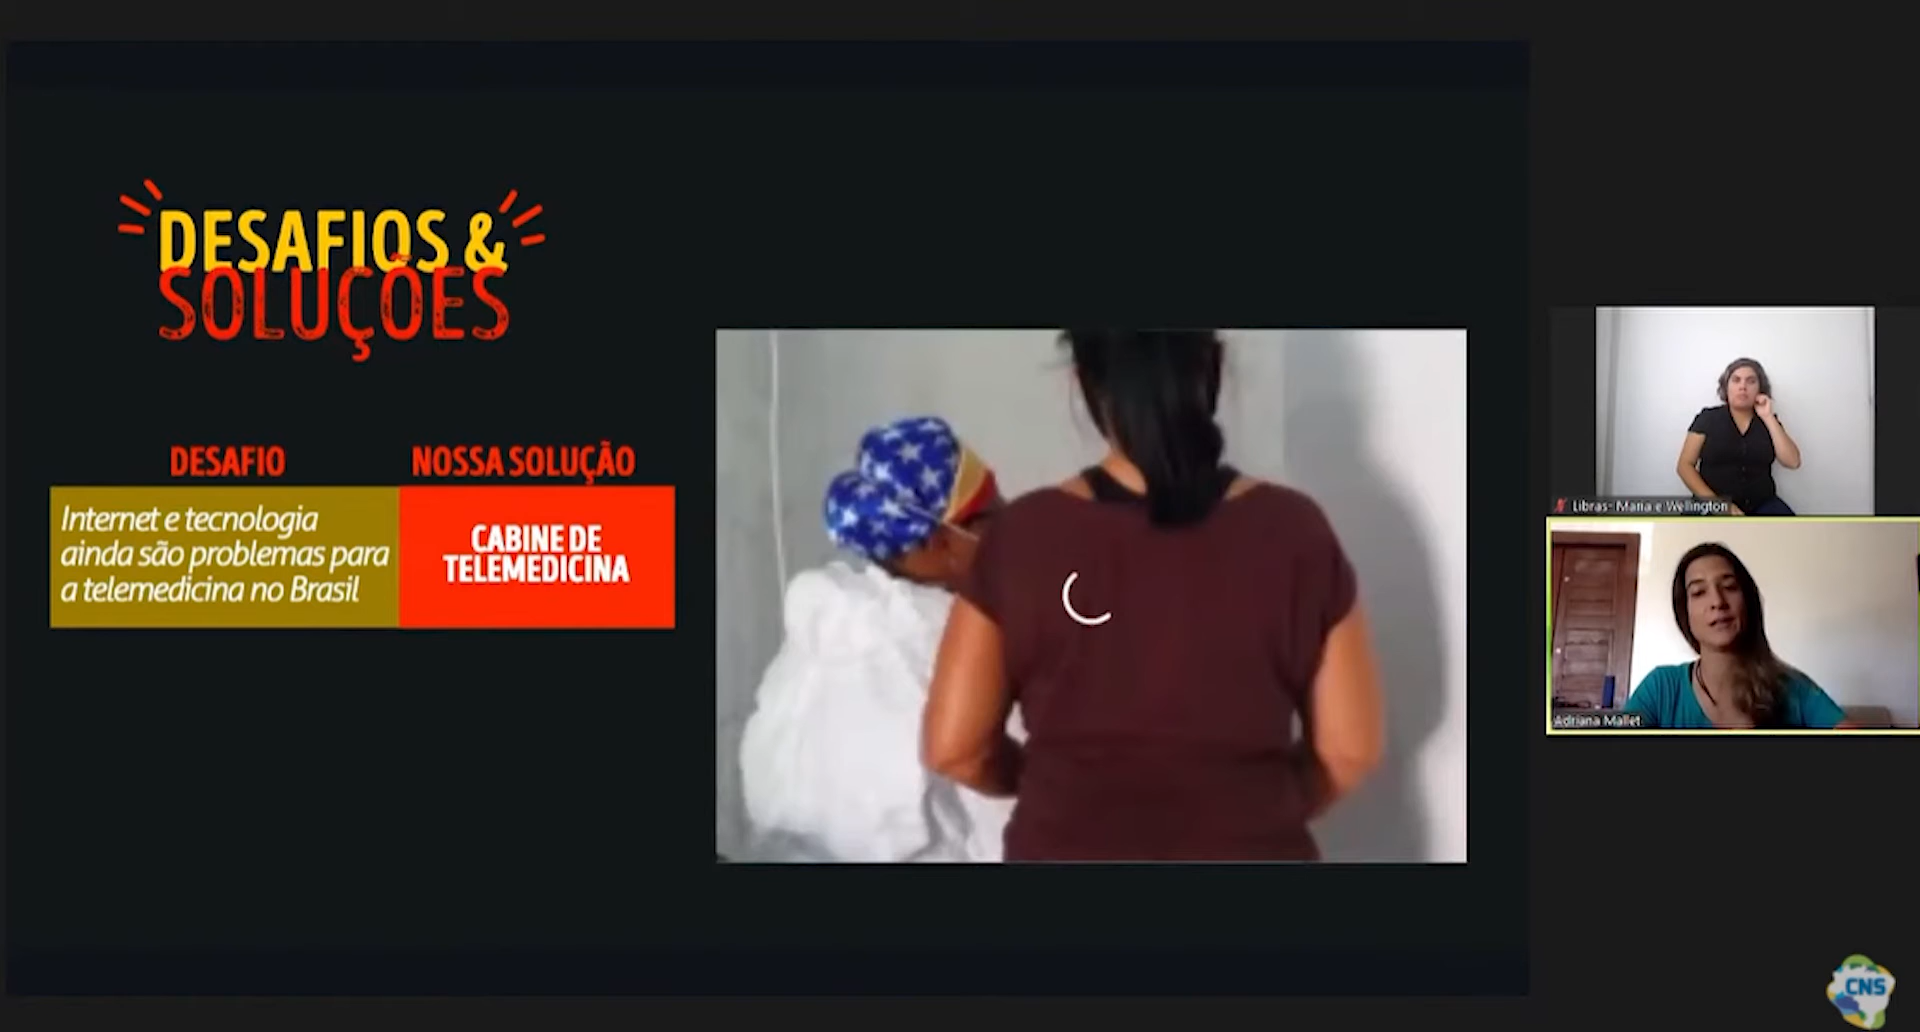 DESAFIOS &
SOLUÇÕES
DESAFIO
NOSSA SOLUÇÃO
Internet e tecnologia
ainda são problemas para
a telemedicina no Brasil
CABINE DE
TELEMEDICINA
Libras- Maria e Wellington
Adriana Mallet
CNS